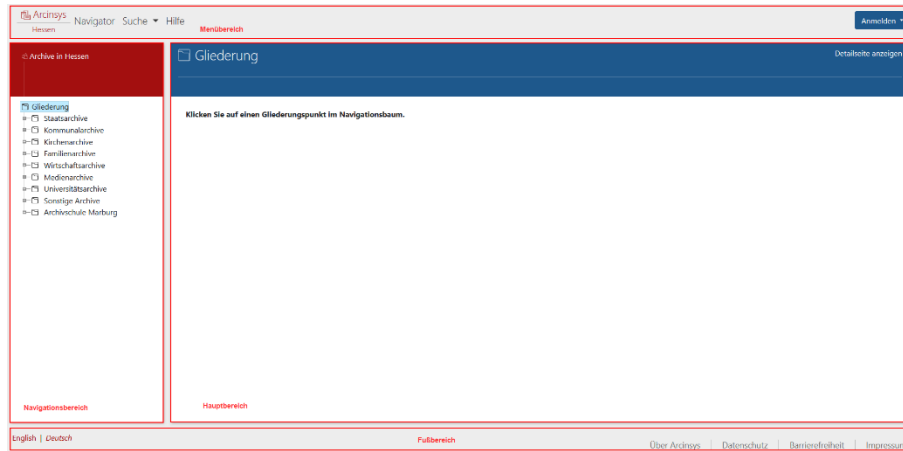 Arcinsys
Hessen
Navigator Suche Hilfe
Menübereich
Anmelden
Archive in Hessen
Gliederung
Detailseite anzeigen
Gliederung
Staatsarchive
Kommunalarchive
Kirchenarchive
Familienarchive
Wirtschaftsarchive
Medienarchive
Universitätsarchive
Sonstige Archive
Archivschule Marburg
Klicken Sie auf einen Gliederungspunkt im Navigationsbaum.
Navigationsbereich
Hauptbereich
English | Deutsch
Fußbereich
Über Arcinsys | Datenschutz | Barrierefreiheit | Impressum